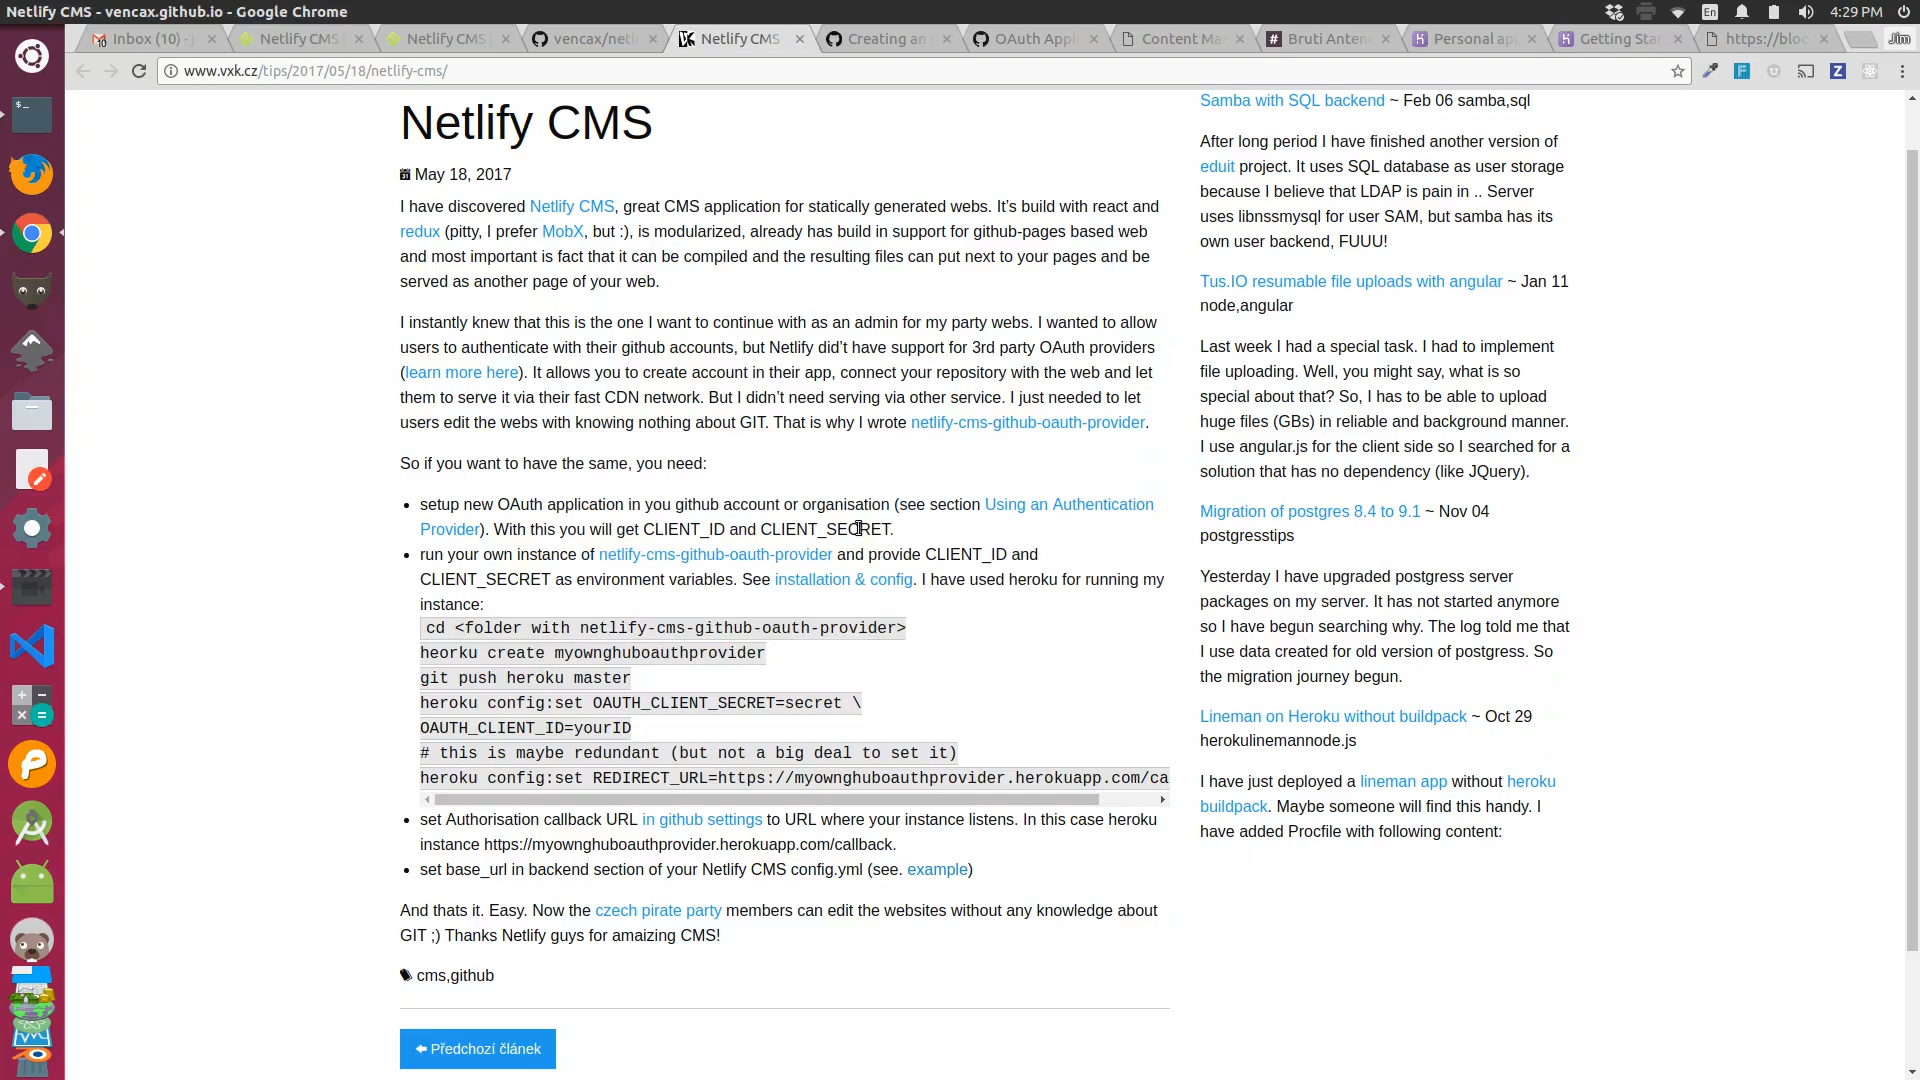 Netlify CMS - vencax.github.io - Google Chrome
En
4:29 PM
Inbox (10) - j
Netlify CMS
Netlify CMS
vencax/netl
Netlify CMS
Creating an
OAuth Appl
Content Ma
Bruti Anten
Personal app
Getting Star
https://bloc
Jim
www.vxk.cz/tips/2017/05/18/netlify-cms/
Netlify CMS
May 18, 2017
I have discovered Netlify CMS, great CMS application for statically generated webs. It's build with react and
redux (pitty, I prefer MobX, but :), is modularized, already has build in support for github-pages based web
and most important is fact that it can be compiled and the resulting files can put next to your pages and be
served as another page of your web.
I instantly knew that this is the one I want to continue with as an admin for my party webs. I wanted to allow
users to authenticate with their github accounts, but Netlify didn't have support for 3rd party OAuth providers
(learn more here). It allows you to create account in their app, connect your repository with the web and let
them to serve it via their fast CDN network. But I didn't need serving via other service. I just needed to let
users edit the webs with knowing nothing about GIT. That is why I wrote netlify-cms-github-oauth-provider.
So if you want to have the same, you need:
• setup new OAuth application in you github account or organisation (see section Using an Authentication
Provider). With this you will get CLIENT_ID and CLIENT_SECRET.
• run your own instance of netlify-cms-github-oauth-provider and provide CLIENT_ID and
CLIENT_SECRET as environment variables. See installation & config. I have used heroku for running my
instance:
cd <folder with netlify-cms-github-oauth-provider>
heorku create myownghuboauthprovider
git push heroku master
heroku config:set OAUTH_CLIENT_SECRET=secret \
OAUTH_CLIENT_ID=yourID
# this is maybe redundant (but not a big deal to set it)
heroku config:set REDIRECT_URL=https://myownghuboauthprovider.herokuapp.com/ca
• set Authorisation callback URL in github settings to URL where your instance listens. In this case heroku
instance https://myownghuboauthprovider.herokuapp.com/callback.
• set base_url in backend section of your Netlify CMS config.yml (see. example)
And thats it. Easy. Now the czech pirate party members can edit the websites without any knowledge about
GIT ;) Thanks Netlify guys for amaizing CMS!
cms,github
Předchozí článek
Samba with SQL backend ~ Feb 06 samba,sql
After long period I have finished another version of
eduit project. It uses SQL database as user storage
because I believe that LDAP is pain in .. Server
uses libnssmysql for user SAM, but samba has its
own user backend, FUUU!
Tus.IO resumable file uploads with angular ~ Jan 11
node,angular
Last week I had a special task. I had to implement
file uploading. Well, you might say, what is so
special about that? So, I has to be able to upload
huge files (GBs) in reliable and background manner.
I use angular.js for the client side so I searched for a
solution that has no dependency (like JQuery).
Migration of postgres 8.4 to 9.1 ~ Nov 04
postgresstips
Yesterday I have upgraded postgress server
packages on my server. It has not started anymore
so I have begun searching why. The log told me that
I use data created for old version of postgress. So
the migration journey begun.
Lineman on Heroku without buildpack ~ Oct 29
herokulinemannode.js
I have just deployed a lineman app without heroku
buildpack. Maybe someone will find this handy. I
have added Procfile with following content: